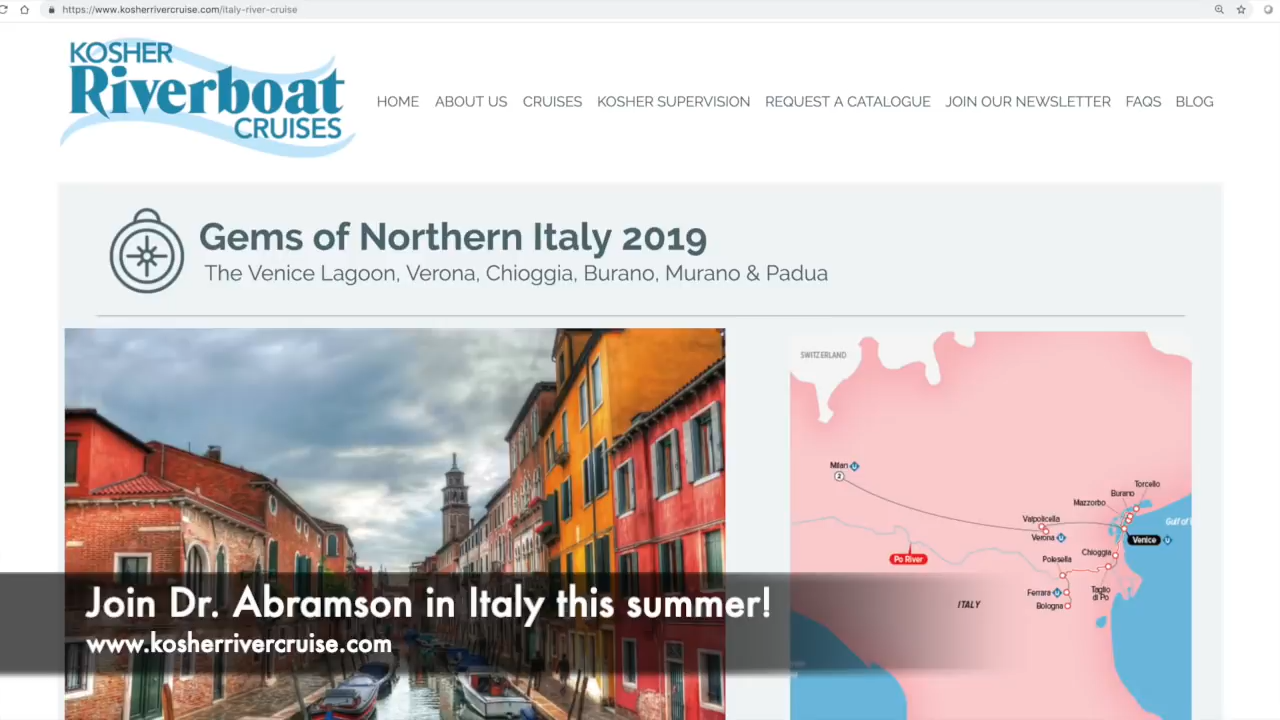 https://www.kosherrivercruise.com/italy-river-cruise
KOSHER
Riverboat
CRUISES
HOME ABOUT US CRUISES KOSHER SUPERVISION REQUEST A CATALOGUE JOIN OUR NEWSLETTER FAQS BLOG
Gems of Northern Italy 2019
The Venice Lagoon, Verona, Chioggia, Burano, Murano & Padua
SWITZERLAND
Milan
2
Torcello
Burano
Mazzorbo
Valpolicella
Verona
Gulf of
Venice
Chioggia
Polesella
Po River
Ferrara
Taglio
di Po
Bologna
ITALY
Join Dr. Abramson in Italy this summer!
www.kosherrivercruise.com